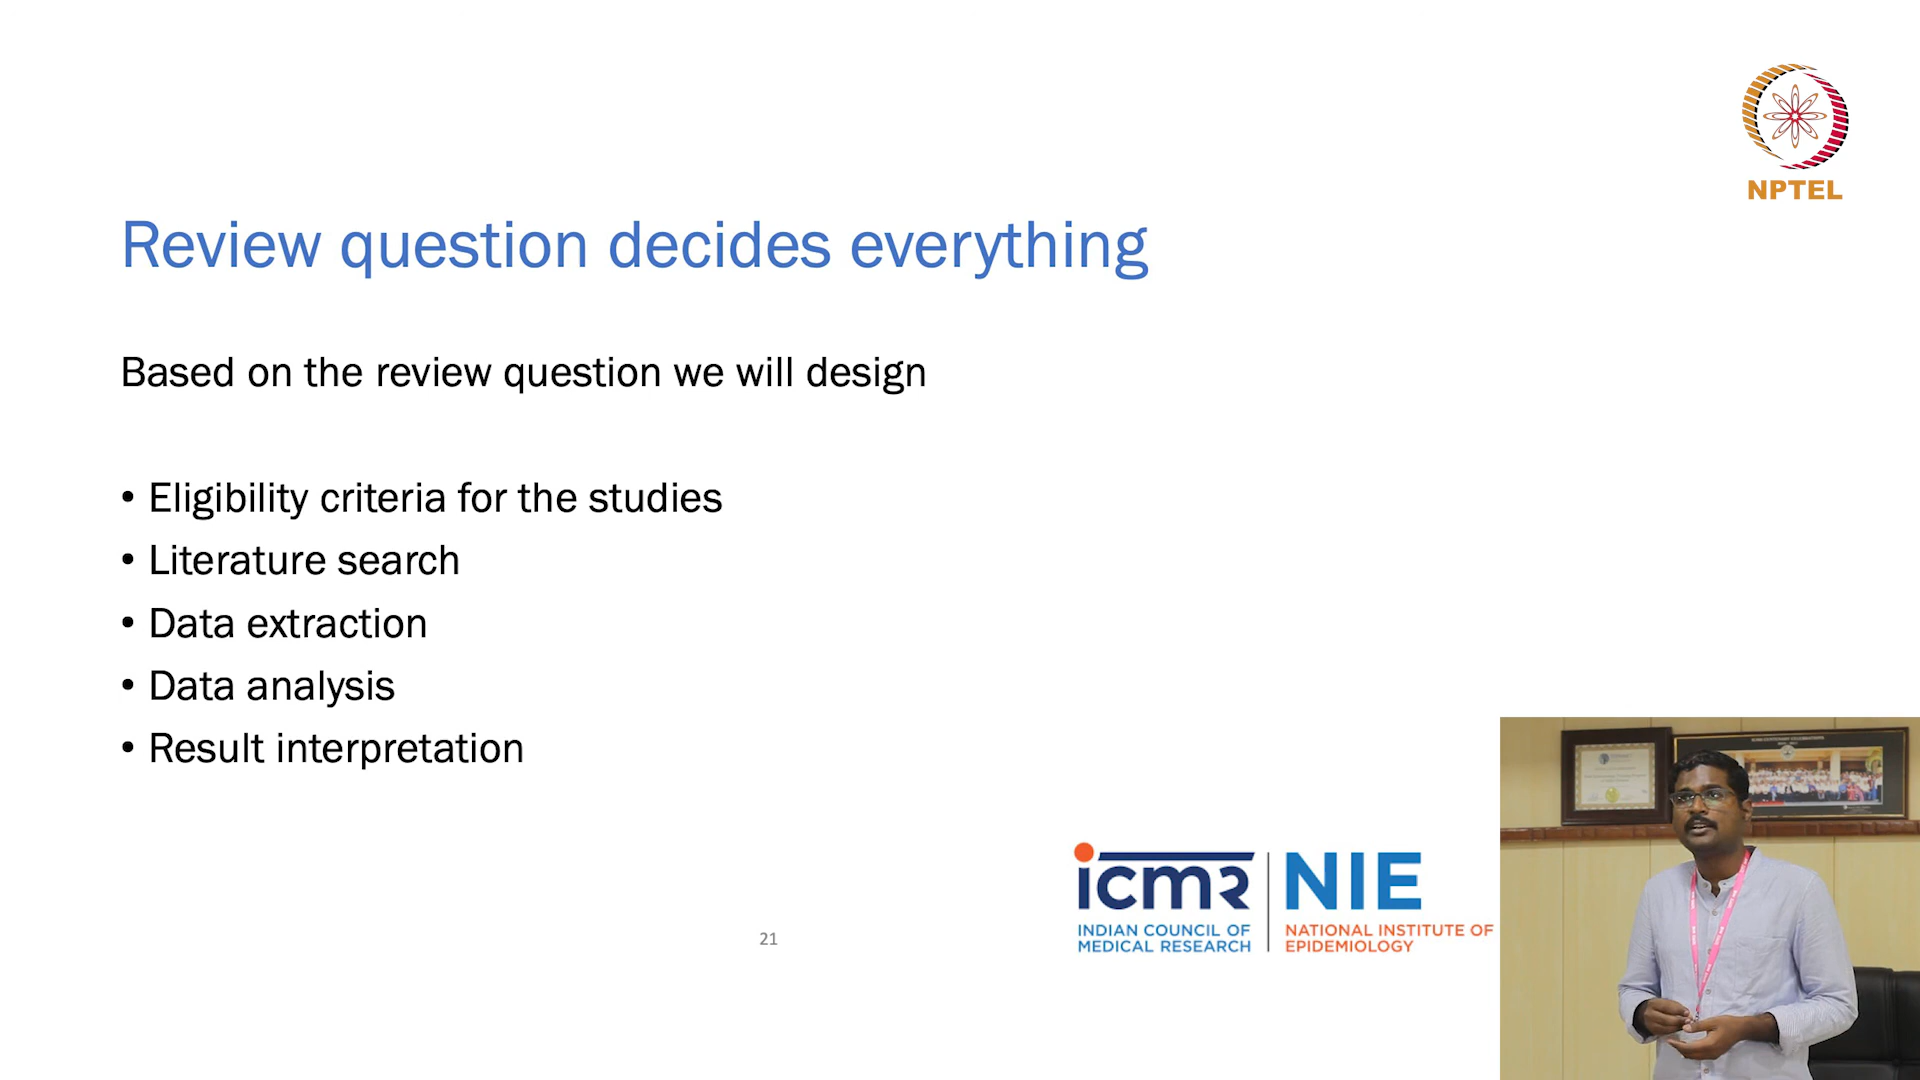 NPTEL
Review question decides everything
Based on the review question we will design
• Eligibility criteria for the studies
• Literature search
• Data extraction
• Data analysis
• Result interpretation
21
icmr
INDIAN COUNCIL OF
MEDICAL RESEARCH
NIE
NATIONAL INSTITUTE OF
EPIDEMIOLOGY